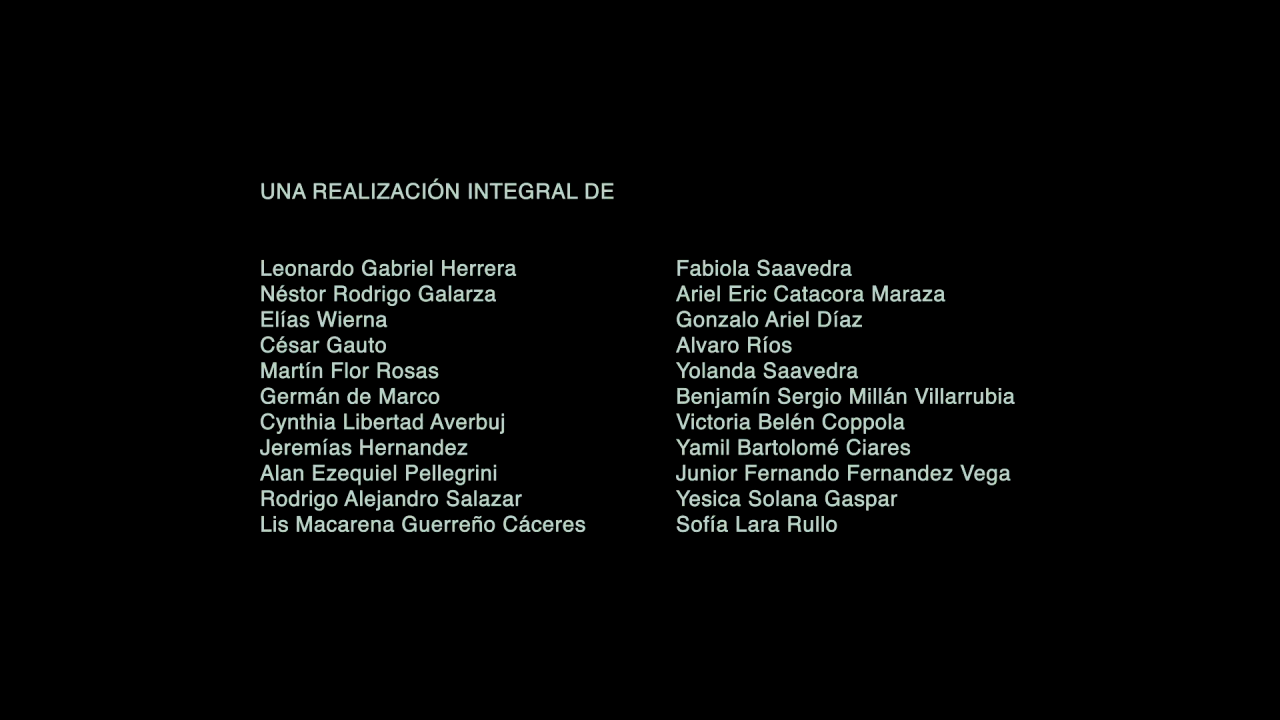 UNA REALIZACIÓN INTEGRAL DE
Leonardo Gabriel Herrera
Néstor Rodrigo Galarza
Elías Wierna
César Gauto
Martín Flor Rosas
Germán de Marco
Cynthia Libertad Averbuj
Jeremías Hernandez
Alan Ezequiel Pellegrini
Rodrigo Alejandro Salazar
Lis Macarena Guerreño Cáceres
Fabiola Saavedra
Ariel Eric Catacora Maraza
Gonzalo Ariel Díaz
Alvaro Ríos
Yolanda Saavedra
Benjamín Sergio Millán Villarrubia
Victoria Belén Coppola
Yamil Bartolomé Ciares
Junior Fernando Fernandez Vega
Yesica Solana Gaspar
Sofía Lara Rullo